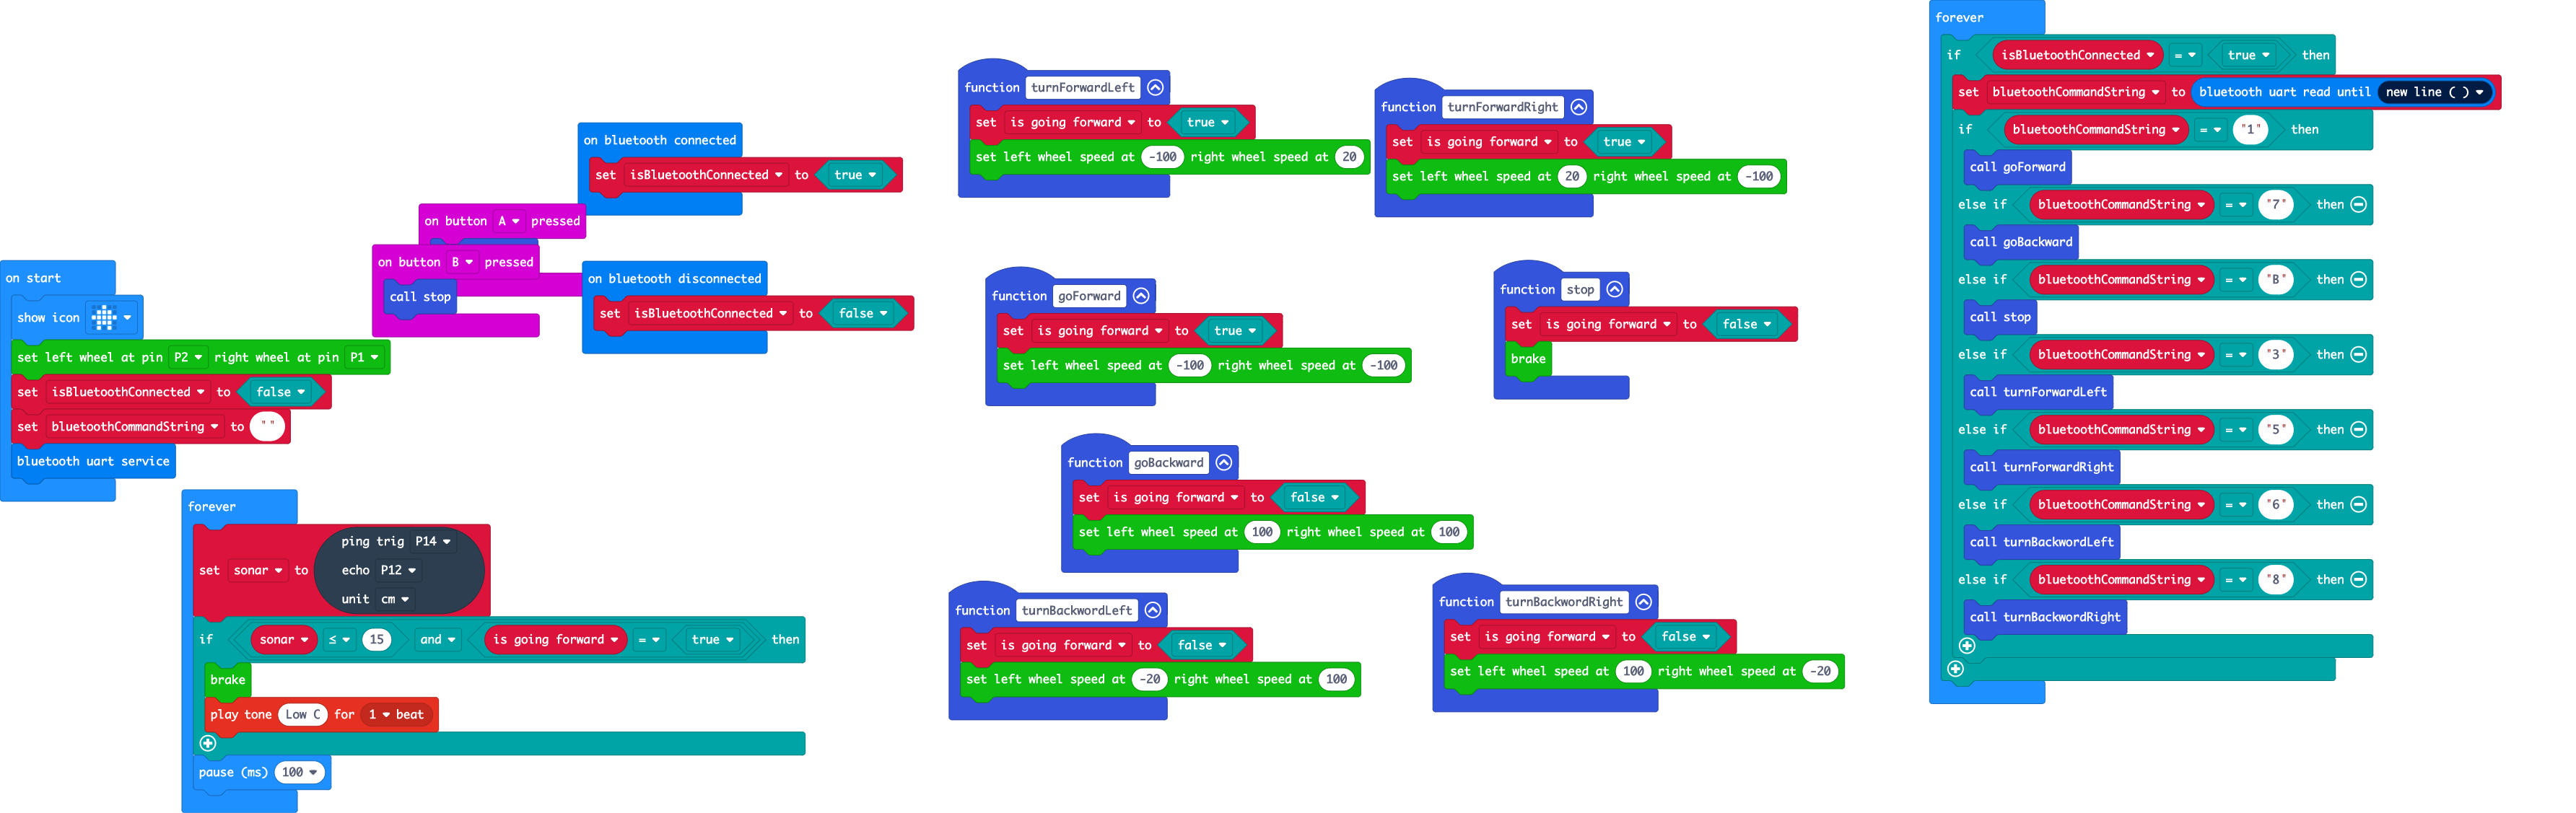 on start
show icon
set left wheel at pin P2 right wheel at pin P1
set isBluetoothConnected to false
set bluetoothCommandString to " "
bluetooth uart service
forever
set sonar to
ping trig P14
echo P12
unit cm
if sonar ≤ 15 and is going forward = true then
brake
play tone Low C for 1 beat
pause (ms) 100
on button A pressed
on button B pressed
call stop
on bluetooth connected
set isBluetoothConnected to true
on bluetooth disconnected
set isBluetoothConnected to false
function turnForwardLeft
set is going forward to true
set left wheel speed at -100 right wheel speed at 20
function turnForwardRight
set is going forward to true
set left wheel speed at 20 right wheel speed at -100
function goForward
set is going forward to true
set left wheel speed at -100 right wheel speed at -100
function stop
set is going forward to false
brake
function goBackward
set is going forward to false
set left wheel speed at 100 right wheel speed at 100
function turnBackwordLeft
set is going forward to false
set left wheel speed at -20 right wheel speed at 100
function turnBackwordRight
set is going forward to false
set left wheel speed at 100 right wheel speed at -20
forever
if isBluetoothConnected = true then
set bluetoothCommandString to bluetooth uart read until new line ( )
if bluetoothCommandString = "1" then
call goForward
else if bluetoothCommandString = "7" then
call goBackward
else if bluetoothCommandString = "B" then
call stop
else if bluetoothCommandString = "3" then
call turnForwardLeft
else if bluetoothCommandString = "5" then
call turnForwardRight
else if bluetoothCommandString = "6" then
call turnBackwordLeft
else if bluetoothCommandString = "8" then
call turnBackwordRight